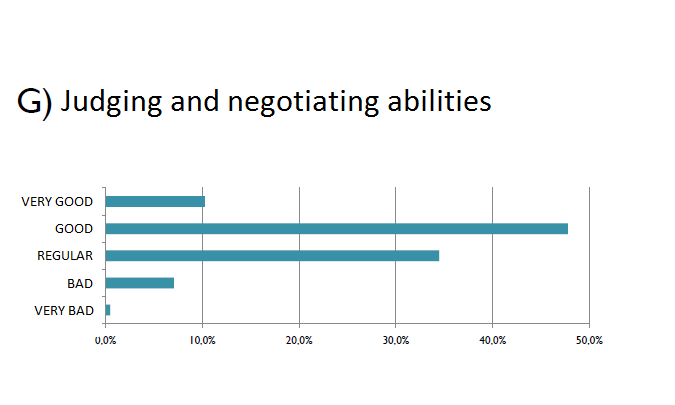 G) Judging and negotiating abilities
VERY GOOD
GOOD
REGULAR
BAD
VERY BAD
0,0% 10,0% 20,0% 30,0% 40,0% 50,0%